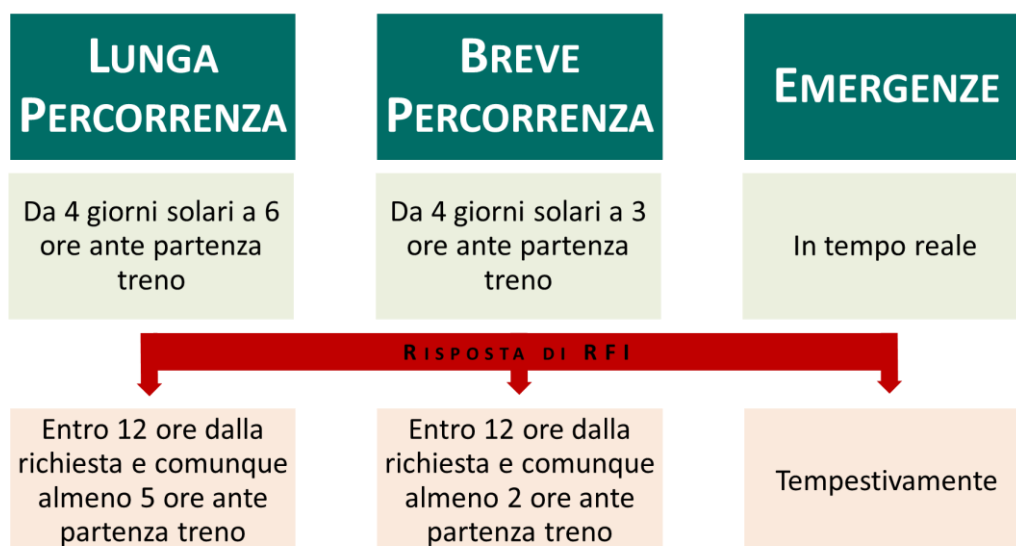 LUNGA
PERCORRENZA
BREVE
PERCORRENZA
EMERGENZE
Da 4 giorni solari a 6
ore ante partenza
treno
Da 4 giorni solari a 3
ore ante partenza
treno
In tempo reale
RISPOSTA DI RFI
Entro 12 ore dalla
richiesta e comunque
almeno 5 ore ante
partenza treno
Entro 12 ore dalla
richiesta e comunque
almeno 2 ore ante
partenza treno
Tempestivamente